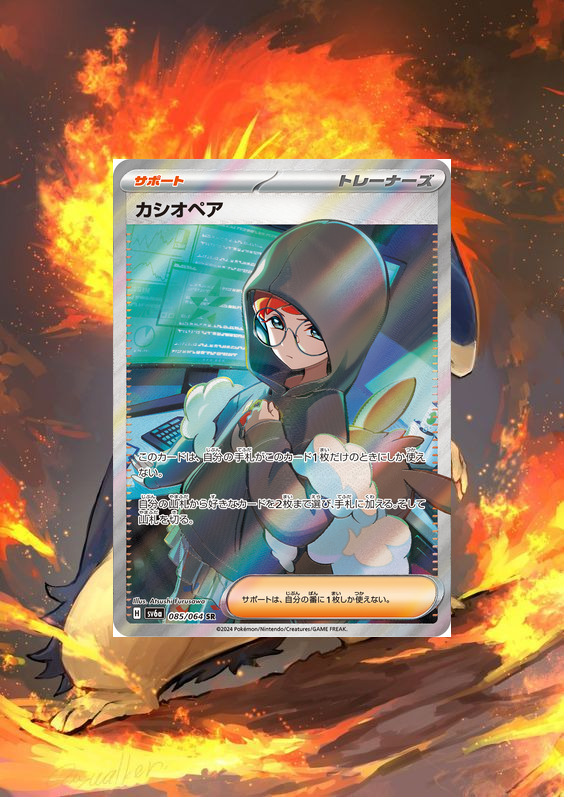 サポート
トレーナーズ
カシオペア
このカードは、自分の手札がこのカード1枚だけのときにしか使え
ない。
自分の山札から好きなカードを2枚まで選び、手札に加える。そして
山札を切る。
Illus. Atsushi Furusawa
サポートは、自分の番に1枚しか使えない。
H sv6a 085/064 SR
©2024 Pokémon/Nintendo/Creatures/GAME FREAK.